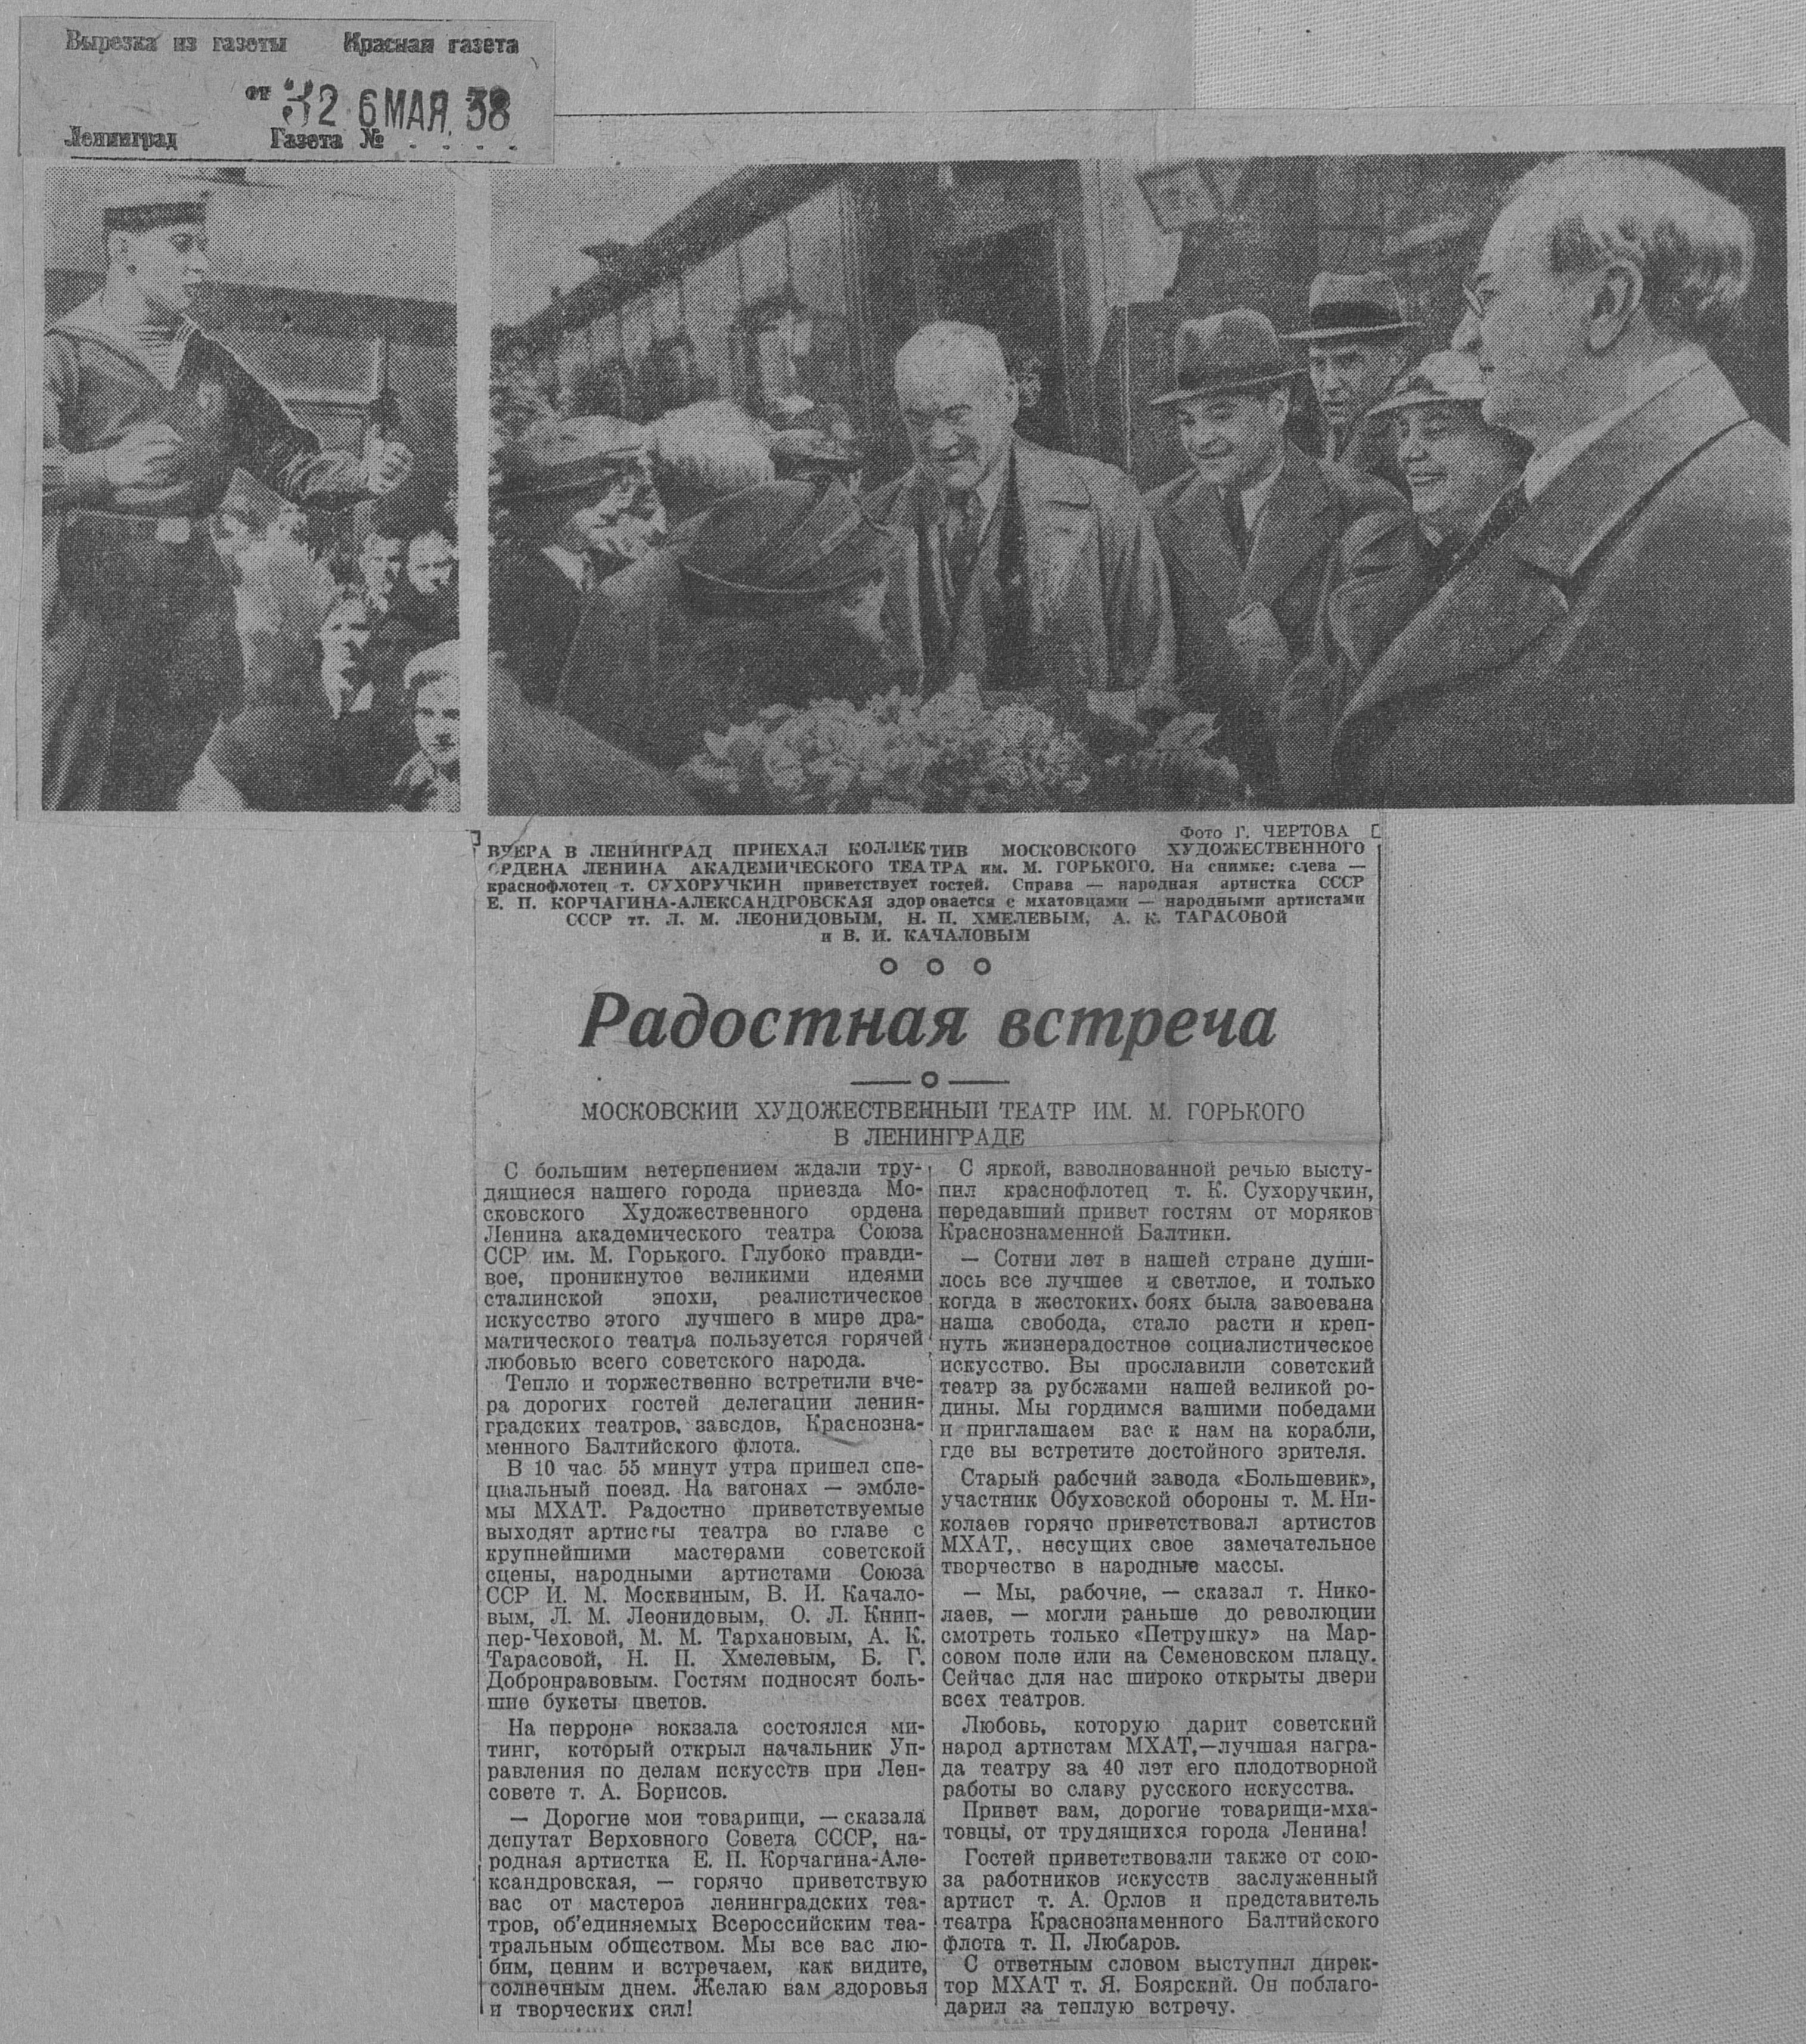 Вырезка из газеты Красная газета
от 26 МАЯ 38
Ленинград Газета №
Фото Г. ЧЕРТОВА
ВЧЕРА В ЛЕНИНГРАД ПРИЕХАЛ КОЛЛЕКТИВ МОСКОВСКОГО ХУДОЖЕСТВЕННОГО
ОРДЕНА ЛЕНИНА АКАДЕМИЧЕСКОГО ТЕАТРА им. М. ГОРЬКОГО. На снимке: слева —
краснофлотец т. СУХОРУЧКИН приветствует гостей. Справа — народная артистка СССР
Е. П. КОРЧАГИНА-АЛЕКСАНДРОВСКАЯ здоровается с мхатовцами — народными артистами
СССР тт. Л. М. ЛЕОНИДОВЫМ, Н. П. ХМЕЛЕВЫМ, А. К. ТАРАСОВОЙ
и В. И. КАЧАЛОВЫМ
Радостная встреча
МОСКОВСКИЙ ХУДОЖЕСТВЕННЫЙ ТЕАТР ИМ. М. ГОРЬКОГО
В ЛЕНИНГРАДЕ
С большим нетерпением ждали тру-
дящиеся нашего города приезда Мо-
сковского Художественного ордена
Ленина академического театра Союза
ССР им. М. Горького. Глубоко правди-
вое, проникнутое великими идеями
сталинской эпохи, реалистическое
искусство этого лучшего в мире дра-
матического театра пользуется горячей
любовью всего советского народа.
Тепло и торжественно встретили вче-
ра дорогих гостей делегации ленин-
градских театров, заводов, Краснозна-
менного Балтийского флота.
В 10 час. 55 минут утра пришел спе-
циальный поезд. На вагонах — эмбле-
мы МХАТ. Радостно приветствуемые
выходят артисты театра во главе с
крупнейшими мастерами советской
сцены, народными артистами Союза
ССР И. М. Москвиным, В. И. Качало-
вым, Л. М. Леонидовым, О. Л. Книп-
пер-Чеховой, М. М. Тархановым, А. К.
Тарасовой, Н. П. Хмелевым, Б. Г.
Добронравовым. Гостям подносят боль-
шие букеты цветов.
На перроне вокзала состоялся ми-
тинг, который открыл начальник Уп-
равления по делам искусств при Лен-
совете т. А. Борисов.
— Дорогие мои товарищи, — сказала
депутат Верховного Совета СССР, на-
родная артистка Е. П. Корчагина-Але-
ксандровская, — горячо приветствую
вас от мастеров ленинградских теа-
тров, об'единяемых Всероссийским теа-
тральным обществом. Мы все вас лю-
бим, ценим и встречаем, как видите,
солнечным днем. Желаю вам здоровья
и творческих сил!
С яркой, взволнованной речью высту-
пил краснофлотец т. К. Сухоручкин,
передавший привет гостям от моряков
Краснознаменной Балтики.
— Сотни лет в нашей стране души-
лось все лучшее и светлое, и только
когда в жестоких боях была завоевана
наша свобода, стало расти и креп-
нуть жизнерадостное социалистическое
искусство. Вы прославили советский
театр за рубежами нашей великой ро-
дины. Мы гордимся вашими победами
и приглашаем вас к нам на корабли,
где вы встретите достойного зрителя.
Старый рабочий завода «Большевик»,
участник Обуховской обороны т. М. Ни-
колаев горячо приветствовал артистов
МХАТ, несущих свое замечательное
творчество в народные массы.
— Мы, рабочие, — сказал т. Нико-
лаев, — могли раньше до революции
смотреть только «Петрушку» на Мар-
совом поле или на Семеновском плацу.
Сейчас для нас широко открыты двери
всех театров.
Любовь, которую дарит советский
народ артистам МХАТ,—лучшая награ-
да театру за 40 лет его плодотворной
работы во славу русского искусства.
Привет вам, дорогие товарищи-мха-
товцы, от трудящихся города Ленина!
Гостей приветствовали также от сою-
за работников искусств заслуженный
артист т. А. Орлов и представитель
театра Краснознаменного Балтийского
флота т. П. Любаров.
С ответным словом выступил дирек-
тор МХАТ т. Я. Боярский. Он поблаго-
дарил за теплую встречу.